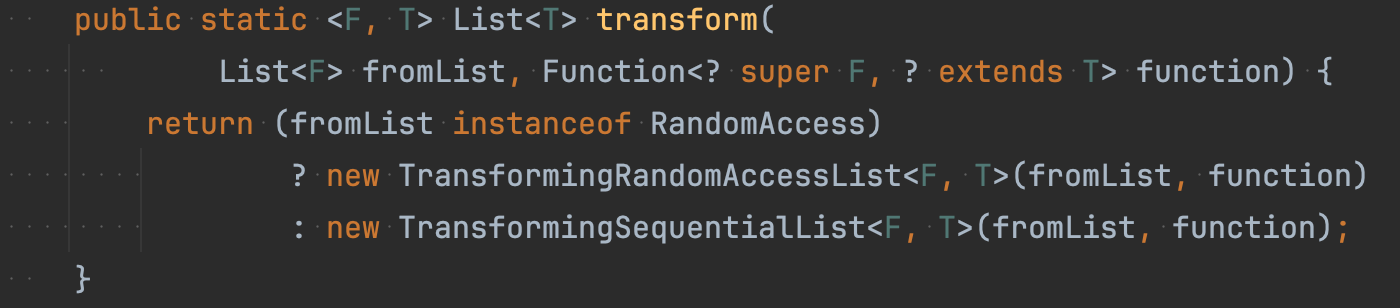 public static <F, T> List<T> transform(
List<F> fromList, Function<? super F, ? extends T> function) {
return (fromList instanceof RandomAccess)
? new TransformingRandomAccessList<F, T>(fromList, function)
: new TransformingSequentialList<F, T>(fromList, function);
}